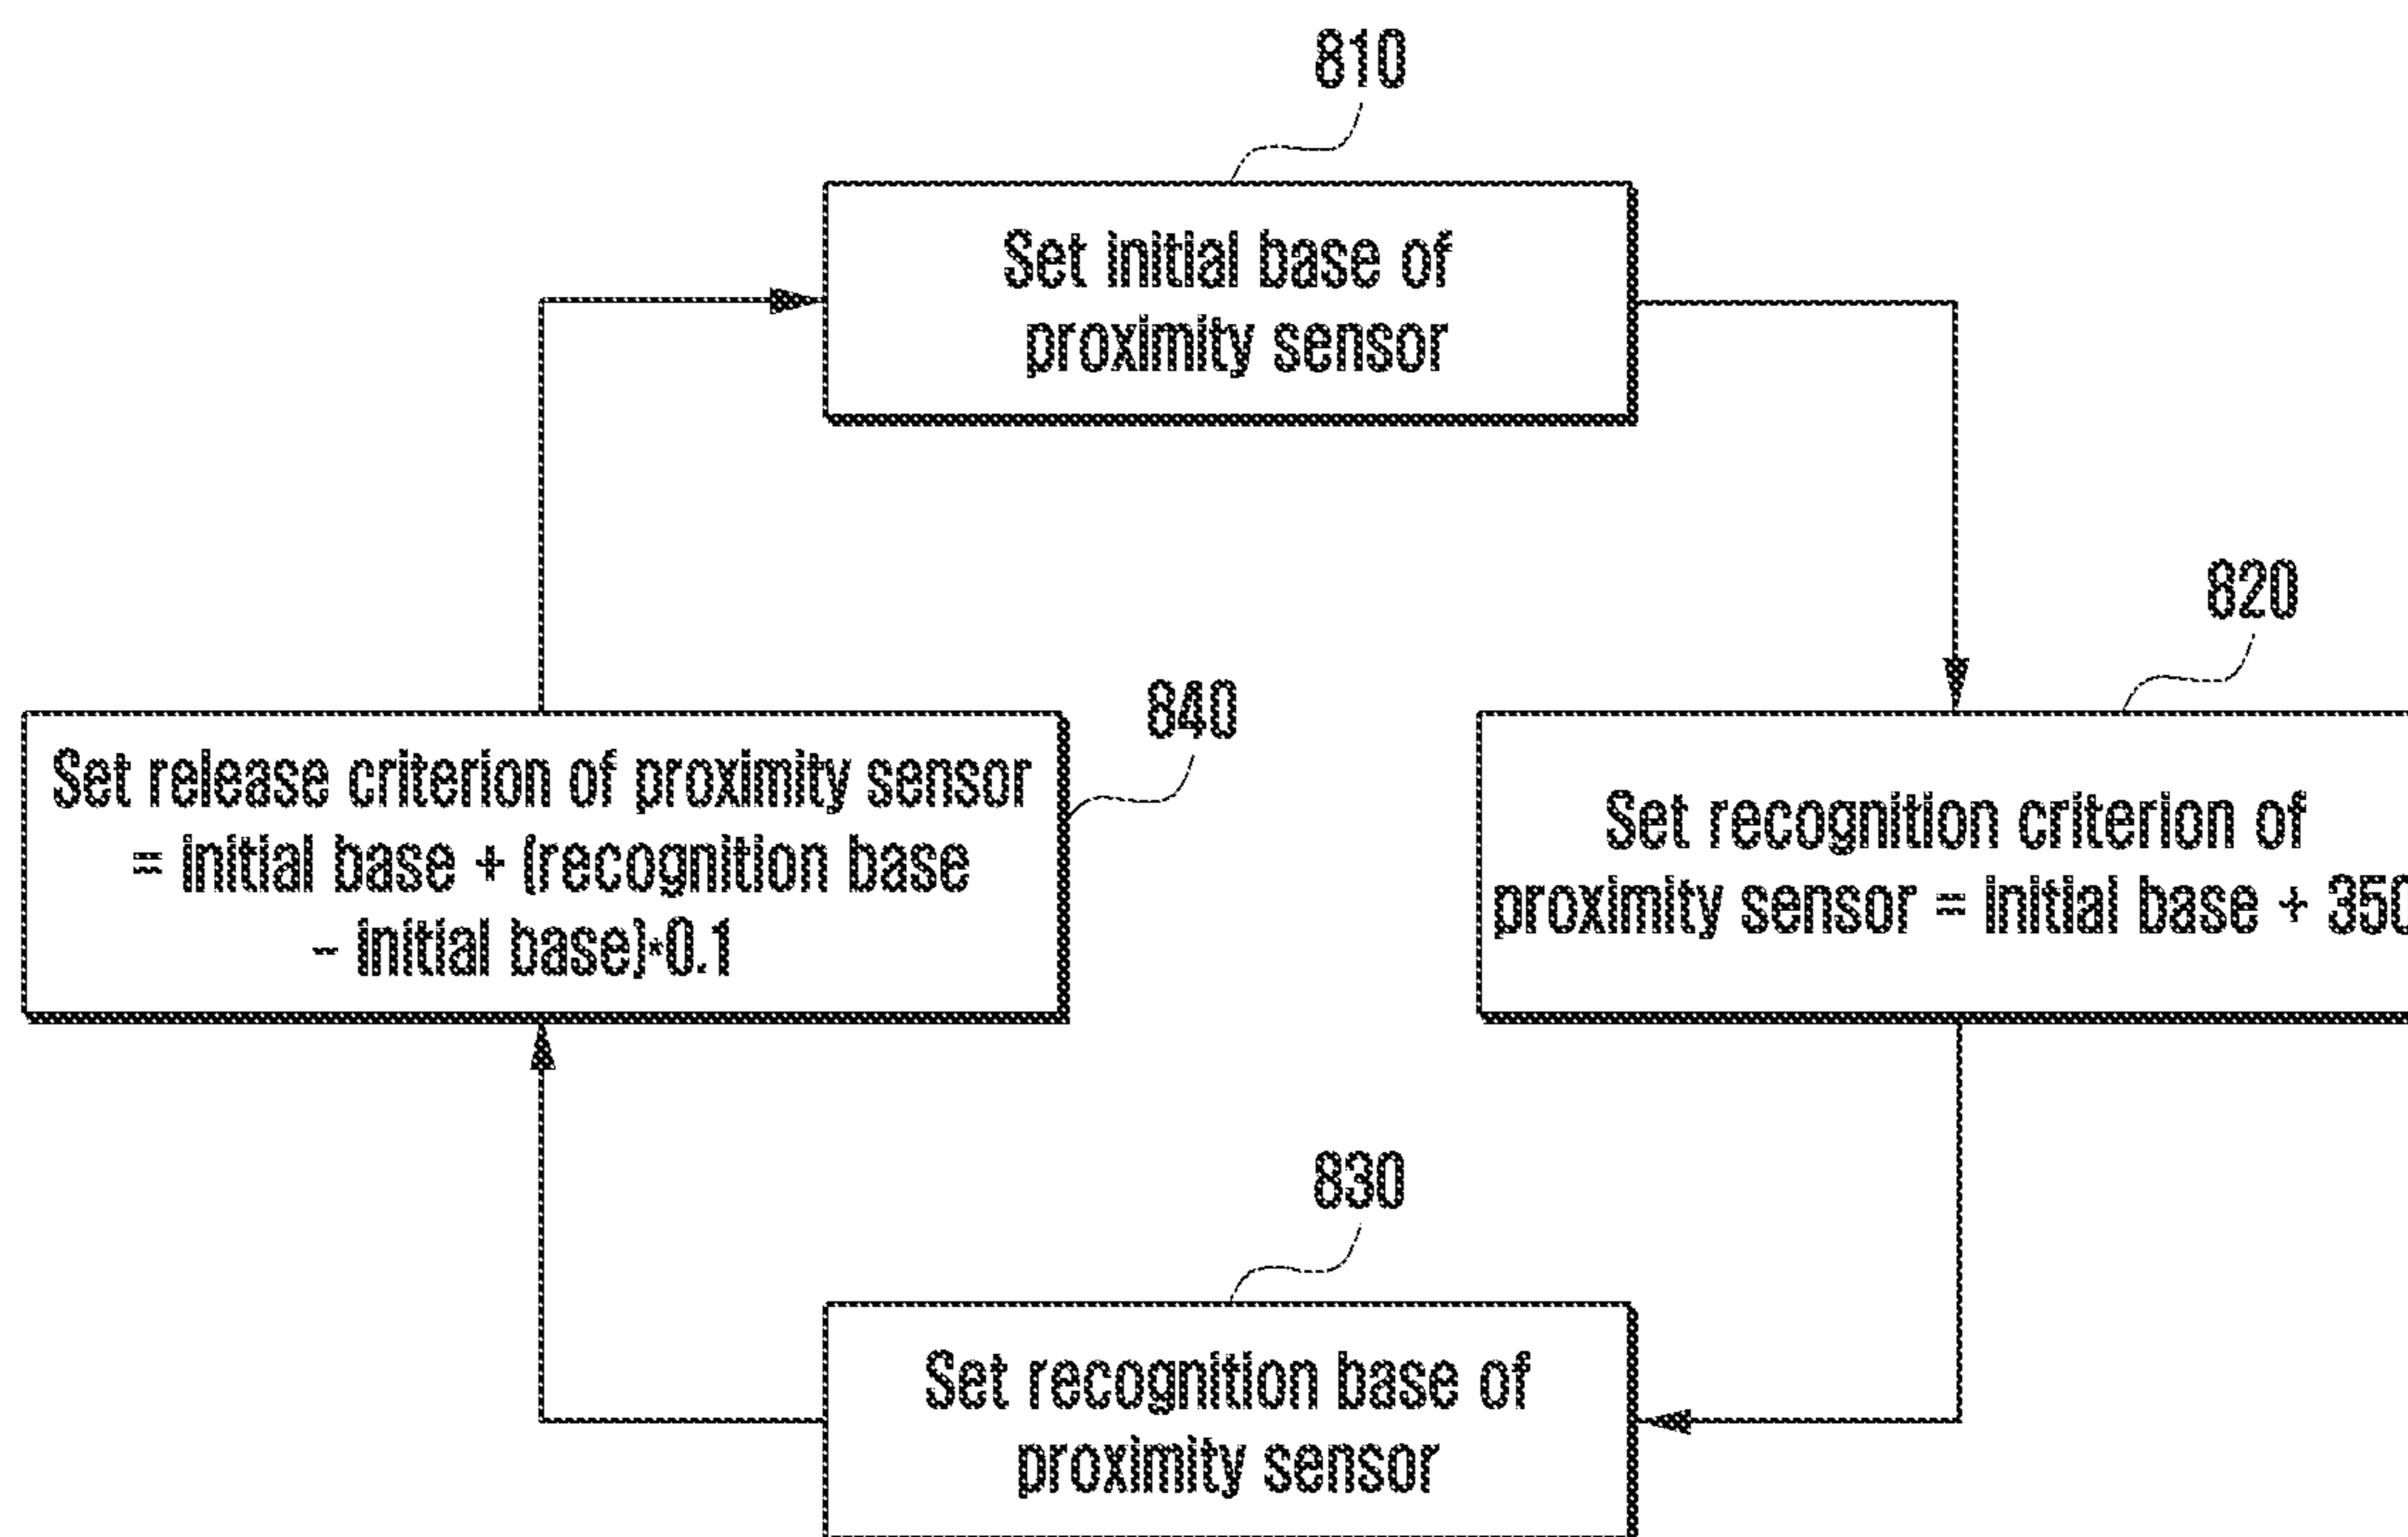 810
Set initial base of
proximity sensor
820
Set recognition criterion of
proximity sensor = initial base + 350
840
Set release criterion of proximity sensor
= initial base + (recognition base
- initial base)*0.1
830
Set recognition base of
proximity sensor